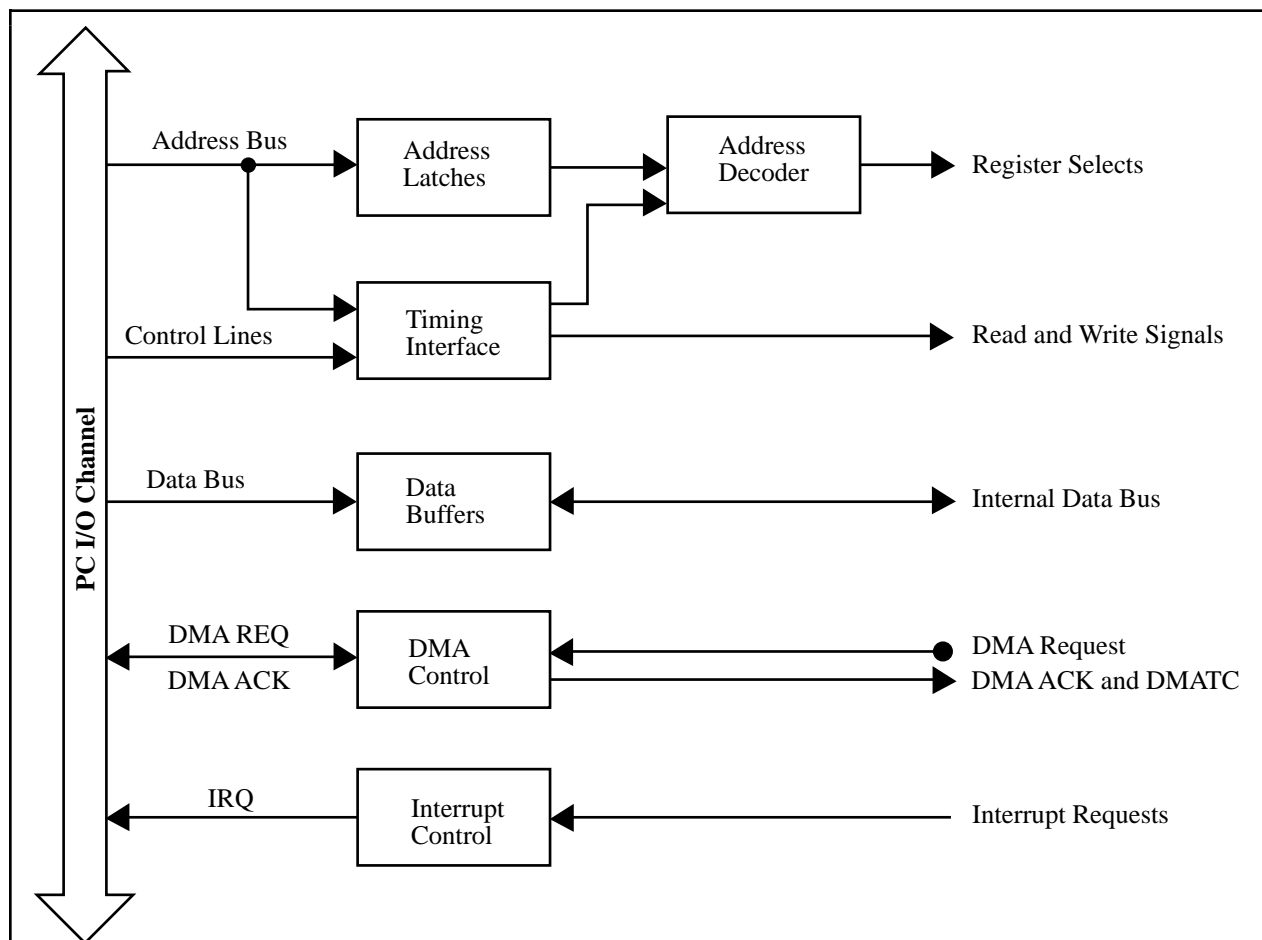 Address Bus
Address
Latches
Address
Decoder
Register Selects
Control Lines
Timing
Interface
Read and Write Signals
PC I/O Channel
Data Bus
Data
Buffers
Internal Data Bus
DMA REQ
DMA ACK
DMA
Control
DMA Request
DMA ACK and DMATC
IRQ
Interrupt
Control
Interrupt Requests